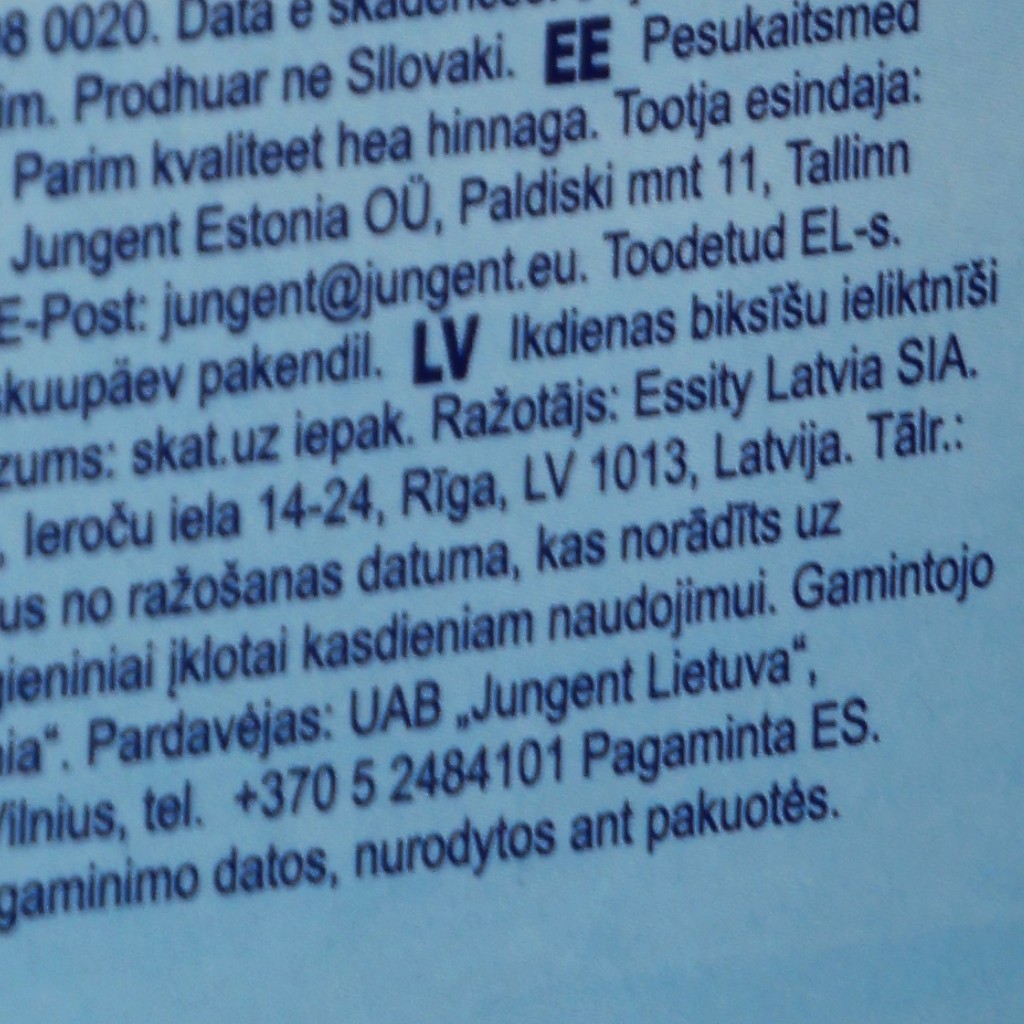 8 0020. Data e
im. Prodhuar ne Sllovaki. EE Pesukaitsmed
Parim kvaliteet hea hinnaga. Tootja esindaja:
Jungent Estonia OÜ, Paldiski mnt 11, Tallinn
E-Post: jungent@jungent.eu. Toodetud EL-s.
kuupäev pakendil. LV Ikdienas biksīšu ieliktnīši
zums: skat.uz iepak. Ražotājs: Essity Latvia SIA.
, Ieroču iela 14-24, Rīga, LV 1013, Latvija. Tālr.:
us no ražošanas datuma, kas norādīts uz
gieniniai įklotai kasdieniam naudojimui. Gamintojo
nia“. Pardavėjas: UAB „Jungent Lietuva“,
Vilnius, tel. +370 5 2484101 Pagaminta ES.
gaminimo datos, nurodytos ant pakuotės.